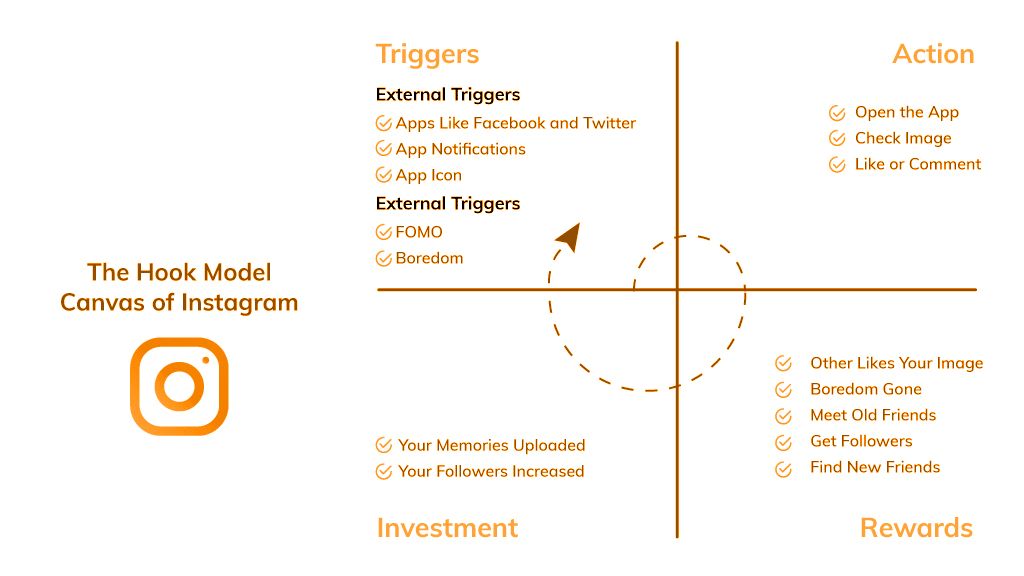 The Hook Model
Canvas of Instagram
Triggers
External Triggers
Apps Like Facebook and Twitter
App Notifications
App Icon
External Triggers
FOMO
Boredom
Action
Open the App
Check Image
Like or Comment
Other Likes Your Image
Boredom Gone
Meet Old Friends
Get Followers
Find New Friends
Rewards
Your Memories Uploaded
Your Followers Increased
Investment